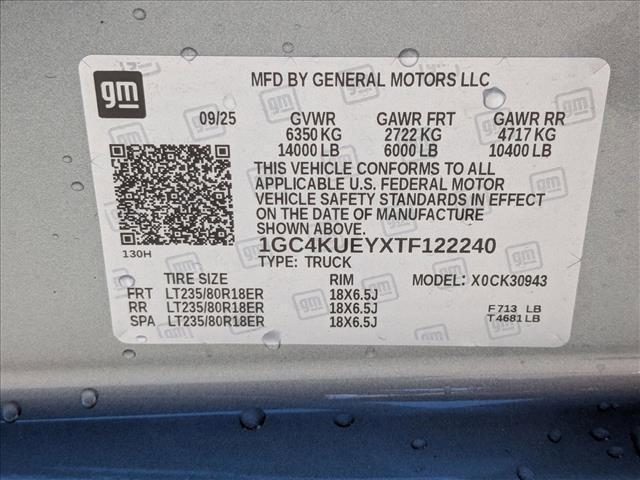 gm
MFD BY GENERAL MOTORS LLC
09/25 GVWR GAWR FRT GAWR RR
6350 KG 2722 KG 4717 KG
14000 LB 6000 LB 10400 LB
THIS VEHICLE CONFORMS TO ALL
APPLICABLE U.S. FEDERAL MOTOR
VEHICLE SAFETY STANDARDS IN EFFECT
ON THE DATE OF MANUFACTURE
SHOWN ABOVE.
130H
1GC4KUEYXTF122240
TYPE: TRUCK
TIRE SIZE RIM MODEL: X0CK30943
FRT LT235/80R18ER 18X6.5J
RR LT235/80R18ER 18X6.5J F713 LB
SPA LT235/80R18ER 18X6.5J T4681LB